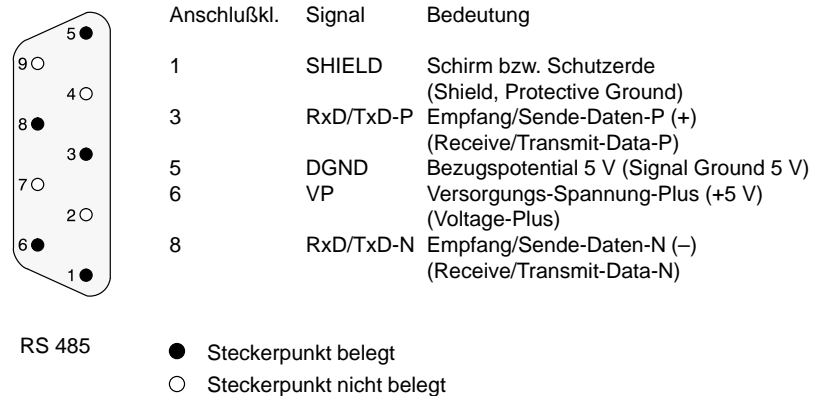 Anschlußkl. Signal Bedeutung
1 SHIELD Schirm bzw. Schutzerde
(Shield, Protective Ground)
3 RxD/TxD-P Empfang/Sende-Daten-P (+)
(Receive/Transmit-Data-P)
5 DGND Bezugspotential 5 V (Signal Ground 5 V)
6 VP Versorgungs-Spannung-Plus (+5 V)
(Voltage-Plus)
8 RxD/TxD-N Empfang/Sende-Daten-N (–)
(Receive/Transmit-Data-N)
5
9
4
8
3
7
2
6
1
RS 485
Steckerpunkt belegt
Steckerpunkt nicht belegt